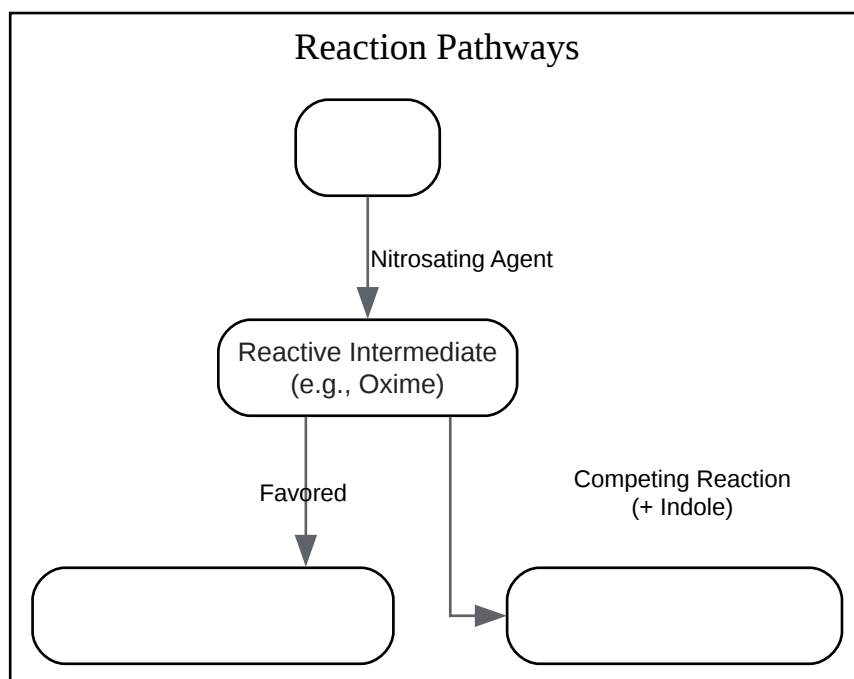 Reaction Pathways
Nitrosating Agent
Reactive Intermediate
(e.g., Oxime)
Favored
Competing Reaction
(+ Indole)